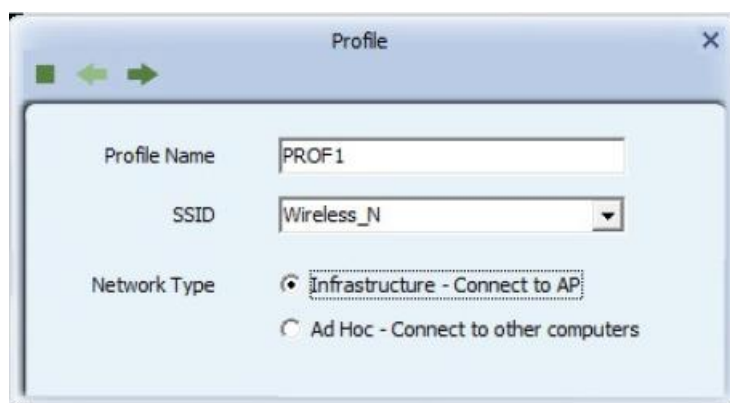 Profile
Profile Name PROF1
SSID Wireless_N
Network Type Infrastructure - Connect to AP
Ad Hoc - Connect to other computers